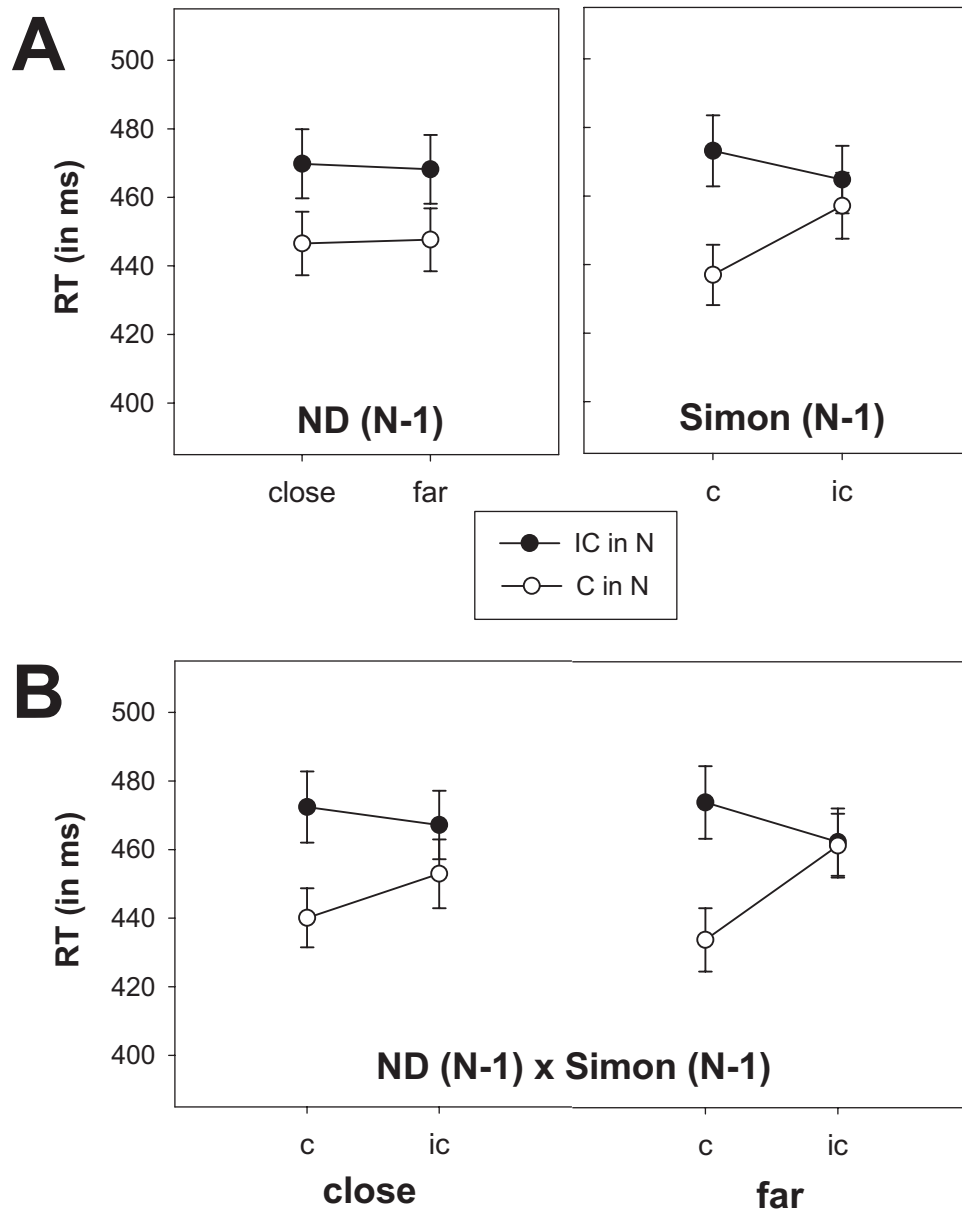 A
500
480
460
440
420
400
RT (in ms)
ND (N-1)
close far
Simon (N-1)
c ic
IC in N
C in N
B
500
480
460
440
420
400
RT (in ms)
ND (N-1) x Simon (N-1)
c ic c ic
close far